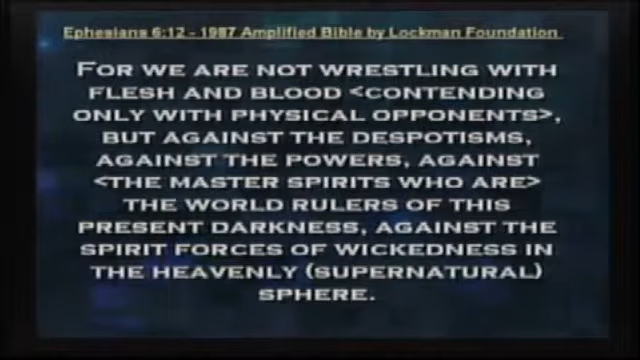 Ephesians 6:12 - 1987 Amplified Bible by Lockman Foundation
FOR WE ARE NOT WRESTLING WITH
FLESH AND BLOOD <CONTENDING
ONLY WITH PHYSICAL OPPONENTS>,
BUT AGAINST THE DESPOTISMS,
AGAINST THE POWERS, AGAINST
<THE MASTER SPIRITS WHO ARE>
THE WORLD RULERS OF THIS
PRESENT DARKNESS, AGAINST THE
SPIRIT FORCES OF WICKEDNESS IN
THE HEAVENLY (SUPERNATURAL)
SPHERE.